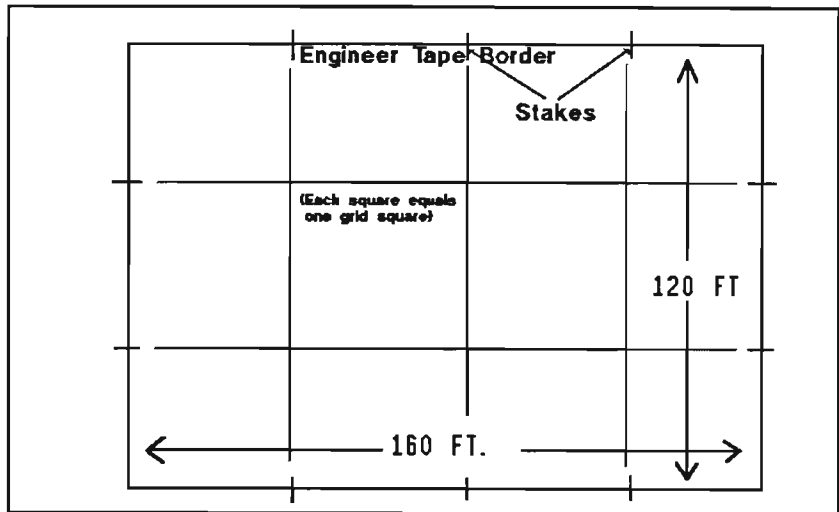 Engineer Tape Border
Stakes
(Each square equals
one grid square)
120 FT
160 FT.